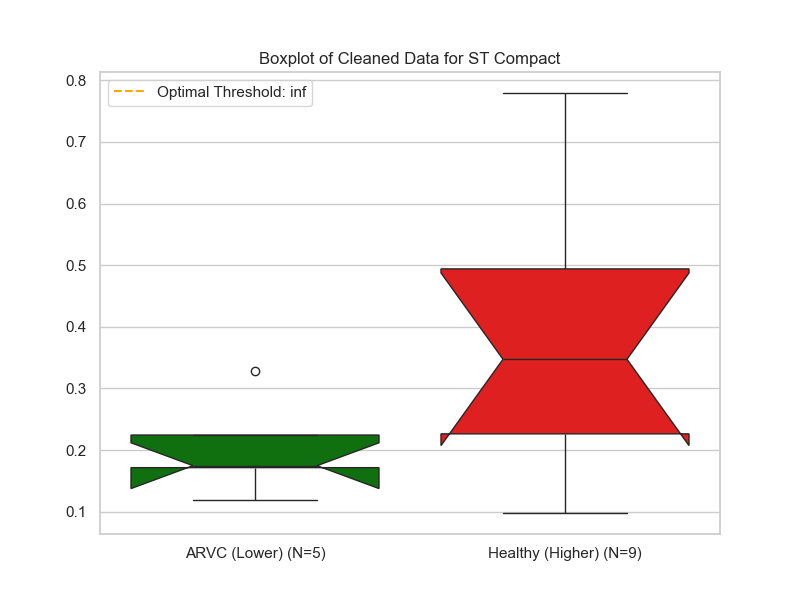 Boxplot of Cleaned Data for ST Compact
Optimal Threshold: inf
0.8
0.7
0.6
0.5
0.4
0.3
0.2
0.1
ARVC (Lower) (N=5)
Healthy (Higher) (N=9)